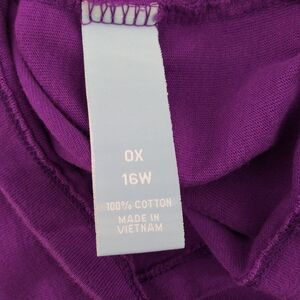 0X
16W
100% COTTON
MADE IN
VIETNAM